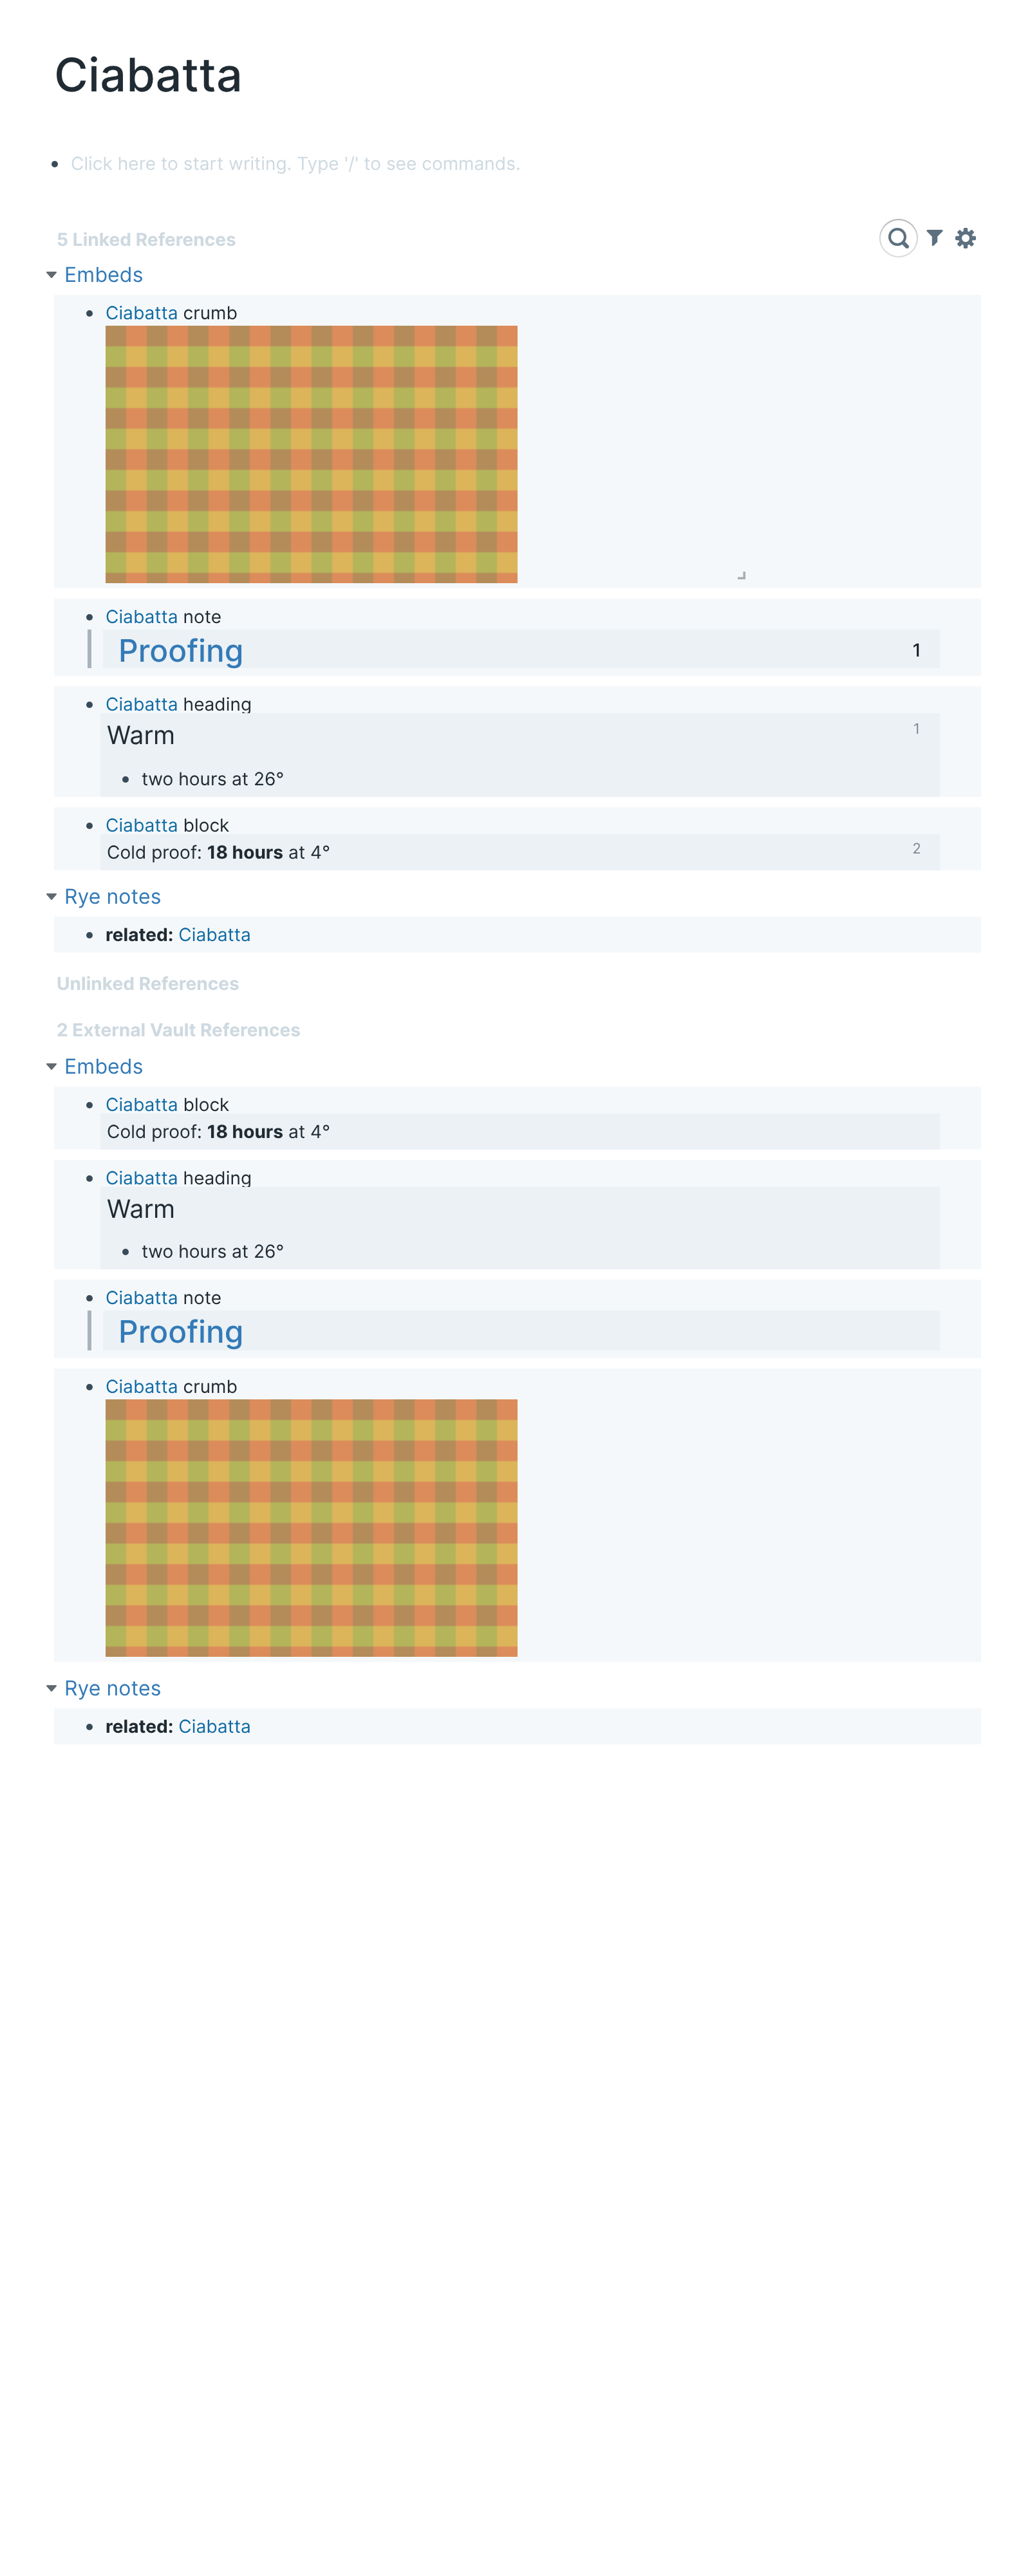 Ciabatta
Click here to start writing. Type '/' to see commands.
5 Linked References
Embeds
Ciabatta crumb
Ciabatta note
Proofing 1
Ciabatta heading
Warm 1
two hours at 26°
Ciabatta block
Cold proof: 18 hours at 4° 2
Rye notes
related: Ciabatta
Unlinked References
2 External Vault References
Embeds
Ciabatta block
Cold proof: 18 hours at 4°
Ciabatta heading
Warm
two hours at 26°
Ciabatta note
Proofing
Ciabatta crumb
Rye notes
related: Ciabatta